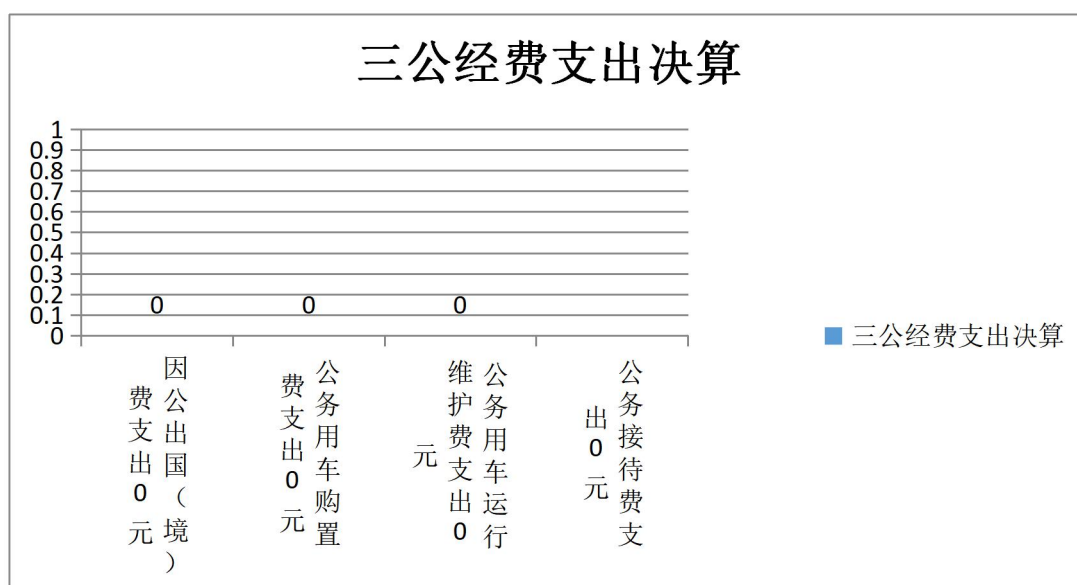 三公经费支出决算
1
0.9
0.8
0.7
0.6
0.5
0.4
0.3
0.2
0.1
0
0
0
0
因公出国（境）
费支出0元
公务用车购置
费支出0元
公务用车运行
维护费支出0
元
公务接待费支
出0元
三公经费支出决算